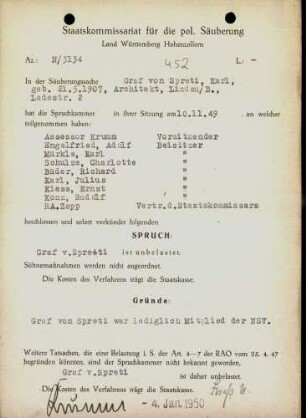 Staatskommissariat für die pol. Säuberung
Land Württemberg Hohenzollern
Az: N/3134 452 L: -
In der Säuberungssache Graf von Spreti, Karl,
geb. 21.5.1907, Architekt, Lindau/B.,
Ladestr. 2
hat die Spruchkammer in ihrer Sitzung am 10.11.49 an welcher
teilgenommen haben:
Assessor Krumm Vorsitzender
Engelfried, Adolf Beisitzer
Märkle, Karl "
Schulze, Charlotte "
Bäder, Richard "
Karl, Julius "
Kiess, Ernst "
Konz, Rudolf "
RA.Zepp Vertr.d.Staatskommissars
beschlossen und sofort verkündet folgenden
SPRUCH:
Graf v.Spreti ist unbelastet.
Sühnemaßnahmen werden nicht angeordnet.
Die Kosten des Verfahrens trägt die Staatskasse.
Gründe:
Graf von Spreti war lediglich Mitglied der NSV.
Weitere Tatsachen, die eine Belastung i. S. der Art. 4—7 der RAO vom 25. 4. 47
begründen könnten, sind der Spruchkammer nicht bekannt geworden.
Graf v.Spreti ist daher unbelastet.
Die Kosten des Verfahrens trägt die Staatskasse.
Krumm - 4. Jan. 1950